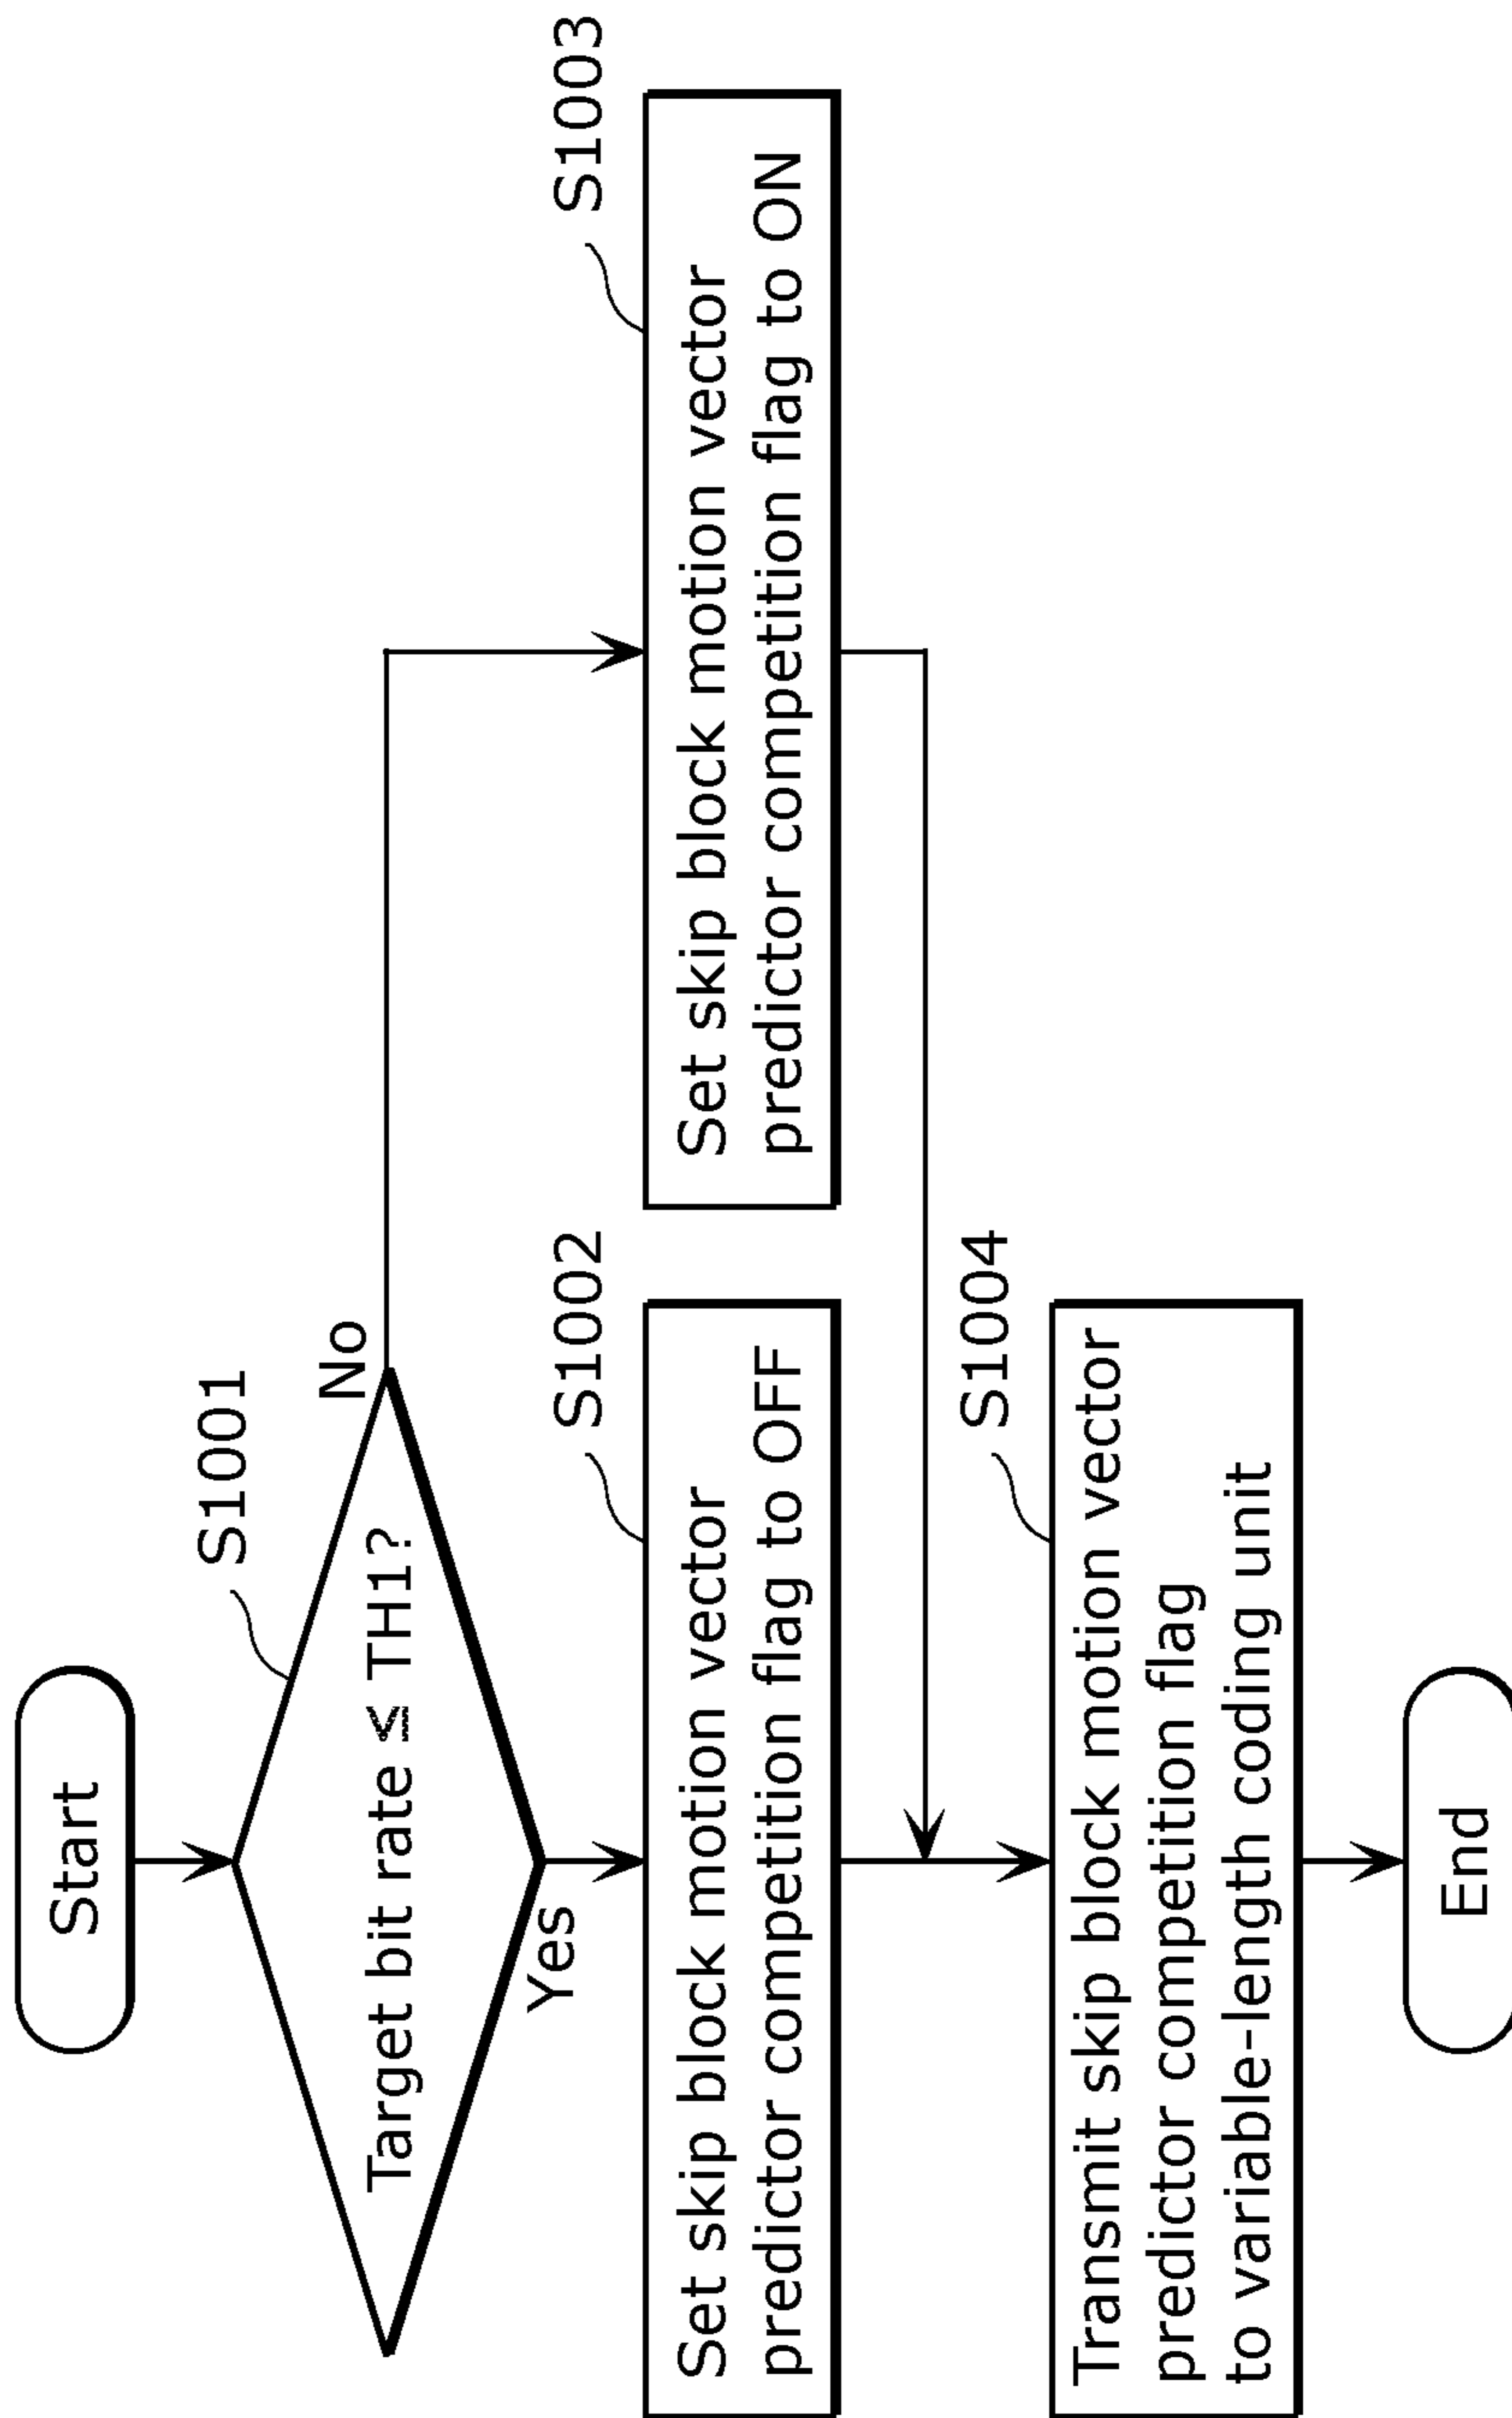 Start
S1001
Target bit rate ≤ TH1?
No
Yes
S1002
Set skip block motion vector
predictor competition flag to OFF
S1003
Set skip block motion vector
predictor competition flag to ON
S1004
Transmit skip block motion vector
predictor competition flag
to variable-length coding unit
End